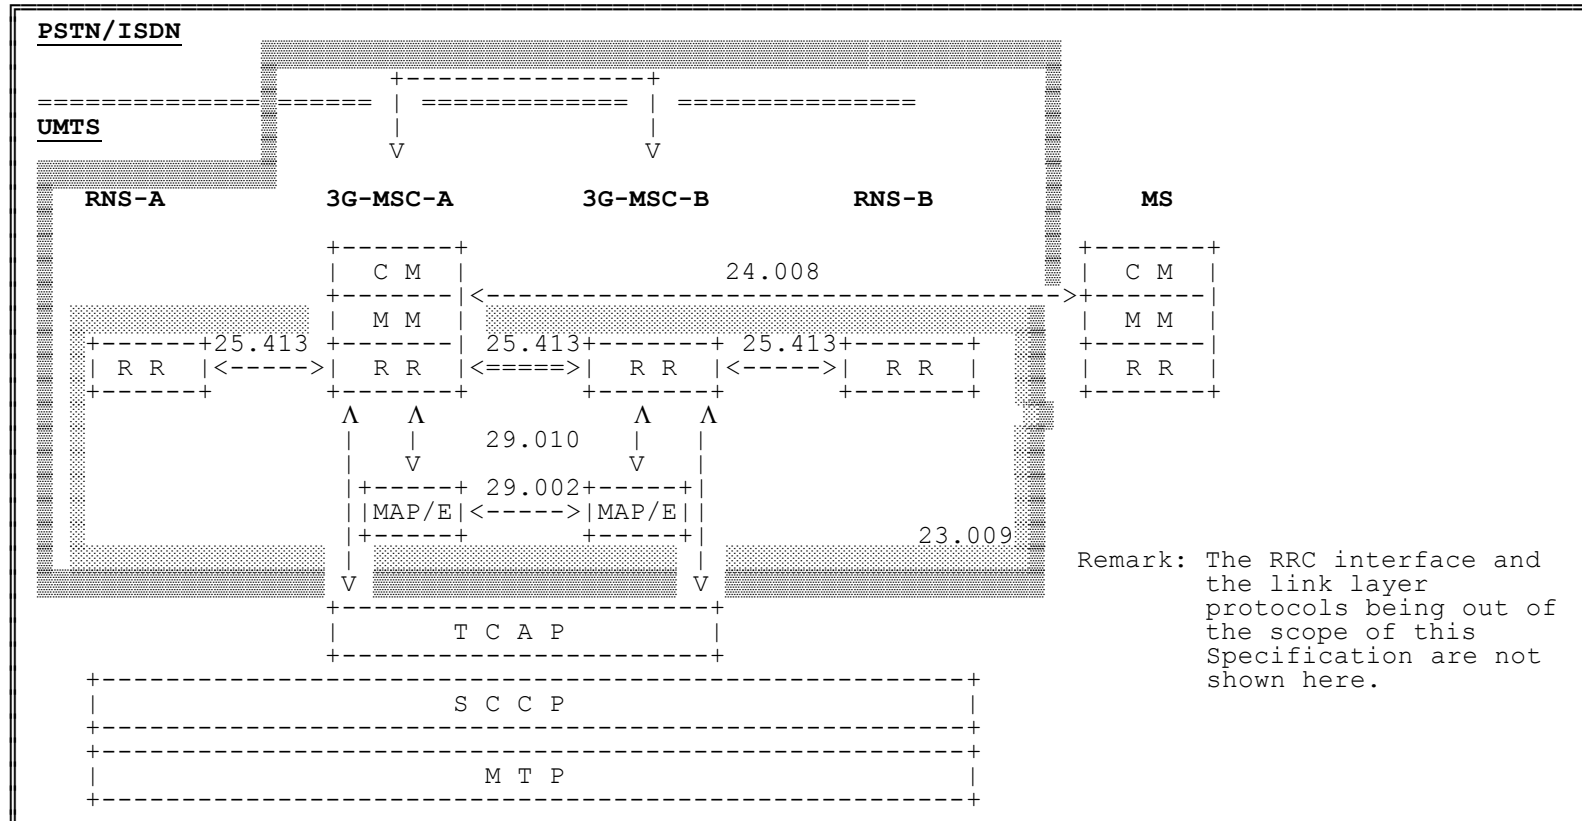 PSTN/ISDN
UMTS
RNS-A 3G-MSC-A 3G-MSC-B RNS-B MS
C M 24.008 C M
M M M M
25.413 25.413 25.413
R R R R R R R R R R
29.010
29.002
MAP/E MAP/E
23.009
Remark: The RRC interface and
the link layer
protocols being out of
the scope of this
Specification are not
shown here.
T C A P
S C C P
M T P